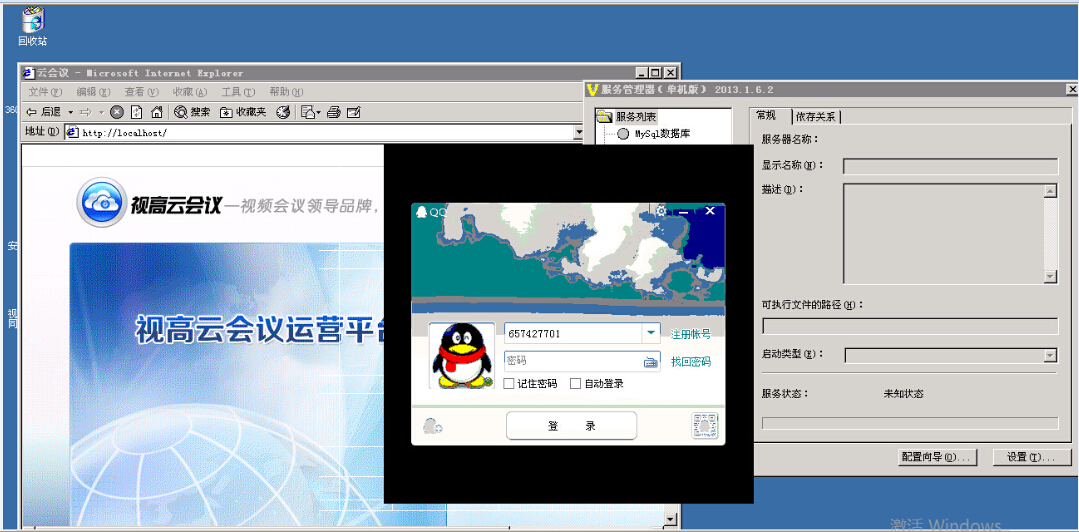 回收站
云会议 - Microsoft Internet Explorer
文件(F) 编辑(E) 查看(V) 收藏(A) 工具(T) 帮助(H)
后退 搜索 收藏夹
地址(D) http://localhost/
360
安
视
同
视高云会议—视频会议领导品牌,
视高云会议运营平台
服务管理器(单机版) 2013.1.6.2
服务列表
MySql数据库
常规 依存关系
服务器名称:
显示名称(N):
描述(D):
可执行文件的路径(H):
启动类型(E):
服务状态: 未知状态
配置向导(O)... 设置(T)...
QQ
657427701 注册帐号
密码 找回密码
记住密码 自动登录
登 录
激活 Windows